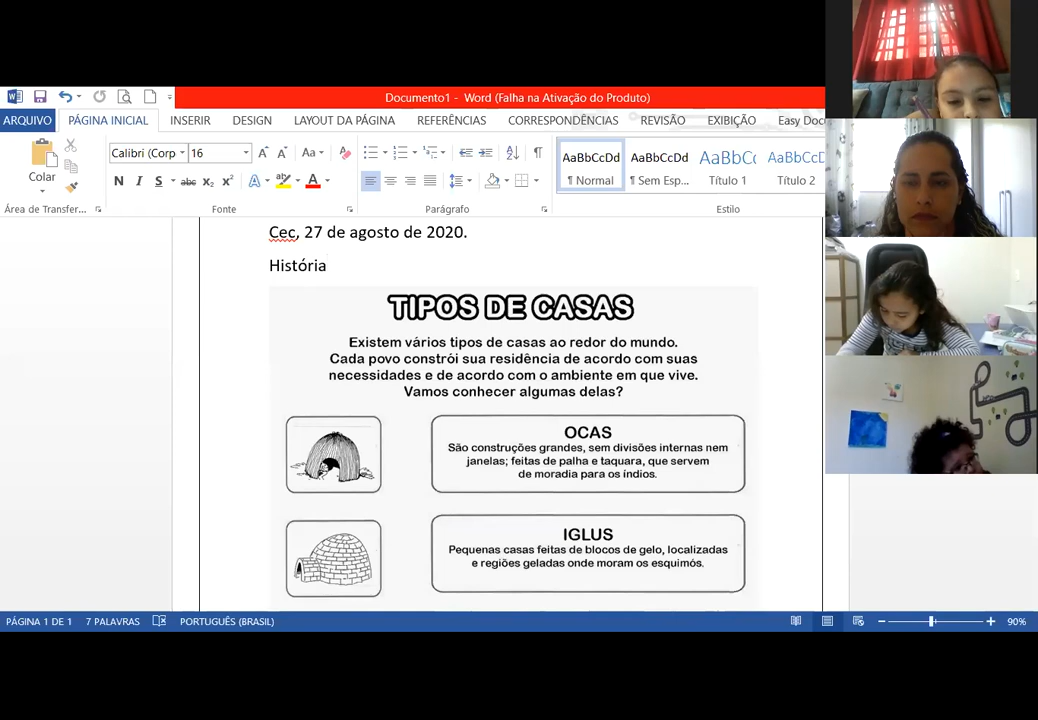 Documento1 - Word (Falha na Ativação do Produto)
ARQUIVO PÁGINA INICIAL INSERIR DESIGN LAYOUT DA PÁGINA REFERÊNCIAS CORRESPONDÊNCIAS REVISÃO EXIBIÇÃO Easy Doc
Colar
Calibri (Corp 16
Aa
N I S abc x₂ x² A A
AaBbCcDd AaBbCcDd AaBbC AaBbCcD
¶ Normal ¶ Sem Esp... Título 1 Título 2
Área de Transfer... Fonte Parágrafo Estilo
Cec, 27 de agosto de 2020.
História
TIPOS DE CASAS
Existem vários tipos de casas ao redor do mundo.
Cada povo constrói sua residência de acordo com suas
necessidades e de acordo com o ambiente em que vive.
Vamos conhecer algumas delas?
OCAS
São construções grandes, sem divisões internas nem
janelas; feitas de palha e taquara, que servem
de moradia para os índios.
IGLUS
Pequenas casas feitas de blocos de gelo, localizadas
e regiões geladas onde moram os esquimós.
PÁGINA 1 DE 1 7 PALAVRAS PORTUGUÊS (BRASIL) 90%